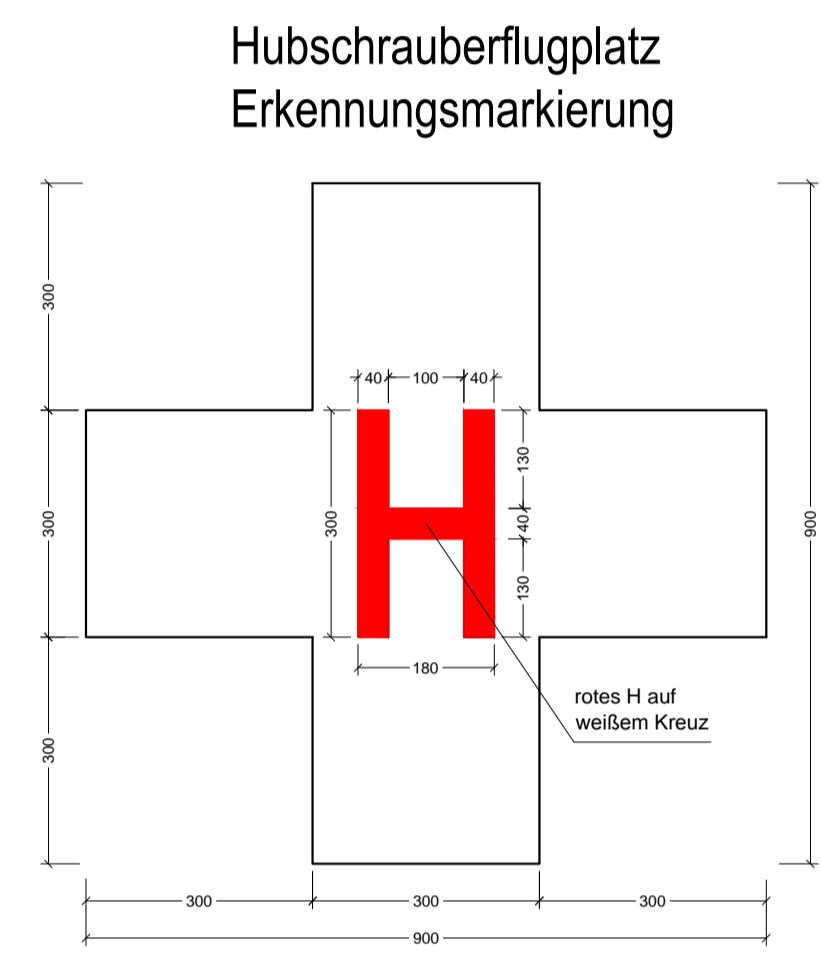 Hubschrauberflugplatz
Erkennungsmarkierung
300
40 100 40
130
300
300
40
900
130
180
rotes H auf
weißem Kreuz
300
300 300 300
900